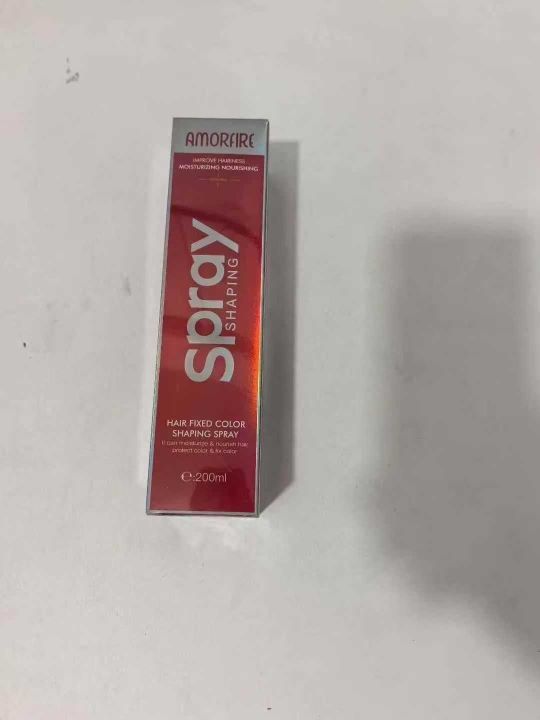 AMORFIRE
IMPROVE HARENESS
MOISTURIZING NOURISHING
Spray
SHAPING
HAIR FIXED COLOR
SHAPING SPRAY
It can moisturize & nourish hair
protect color & fix color
℮:200ml